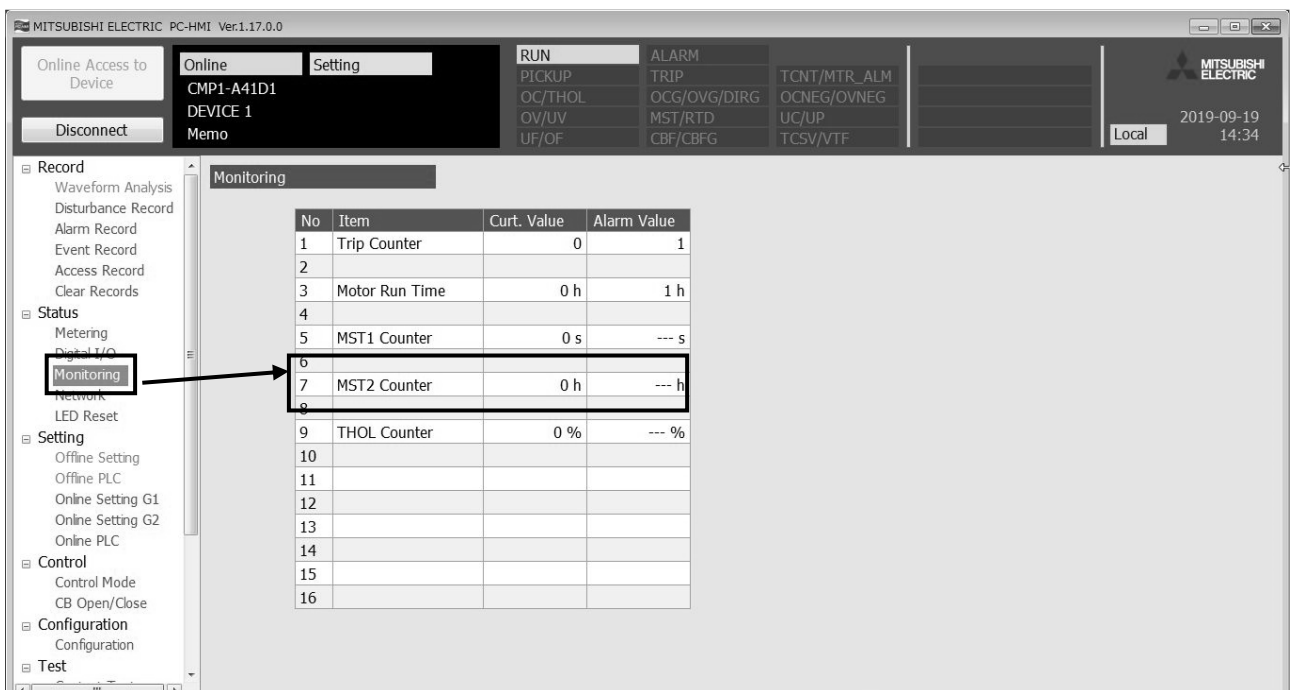 MITSUBISHI ELECTRIC PC-HMI Ver.1.17.0.0
Online Access to
Device
Disconnect
Online Setting
CMP1-A41D1
DEVICE 1
Memo
RUN ALARM
PICKUP TRIP TCNT/MTR_ALM
OC/THOL OCG/OVG/DIRG OCNEG/OVNEG
OV/UV MST/RTD UC/UP
UF/OF CBF/CBFG TCSV/VTF
MITSUBISHI
ELECTRIC
2019-09-19
Local 14:34
Record
Waveform Analysis
Disturbance Record
Alarm Record
Event Record
Access Record
Clear Records
Status
Metering
Digital I/O
Monitoring
Network
LED Reset
Setting
Offline Setting
Offline PLC
Online Setting G1
Online Setting G2
Online PLC
Control
Control Mode
CB Open/Close
Configuration
Configuration
Test
Monitoring
No Item Curt. Value Alarm Value
1 Trip Counter 0 1
2
3 Motor Run Time 0 h 1 h
4
5 MST1 Counter 0 s --- s
6
7 MST2 Counter 0 h --- h
8
9 THOL Counter 0 % --- %
10
11
12
13
14
15
16